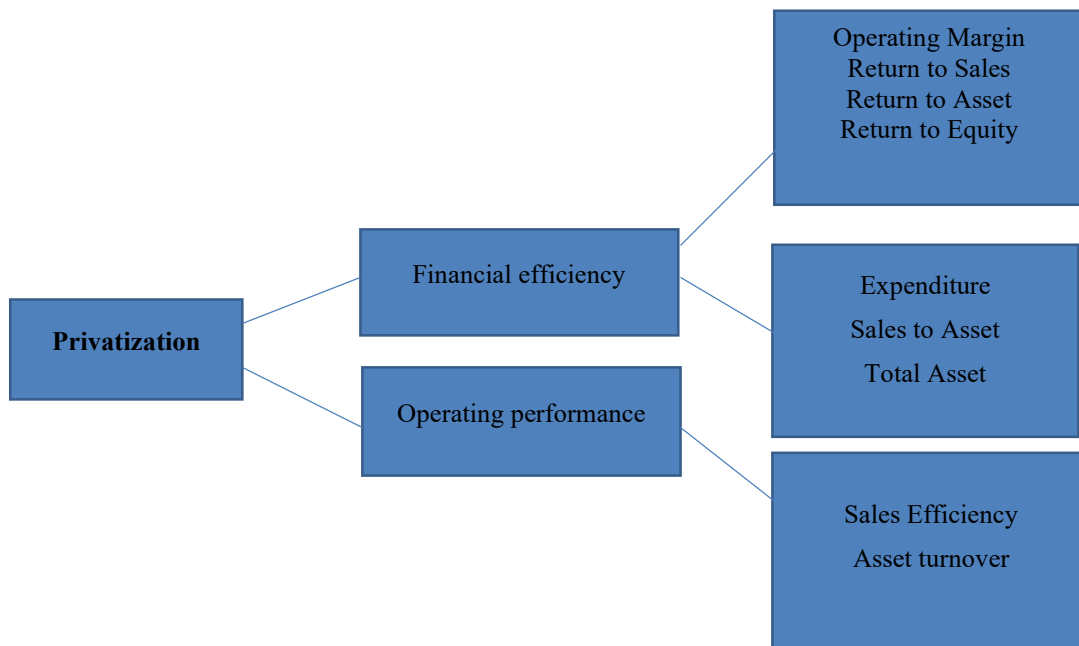 Privatization
Financial efficiency
Operating performance
Operating Margin
Return to Sales
Return to Asset
Return to Equity
Expenditure
Sales to Asset
Total Asset
Sales Efficiency
Asset turnover